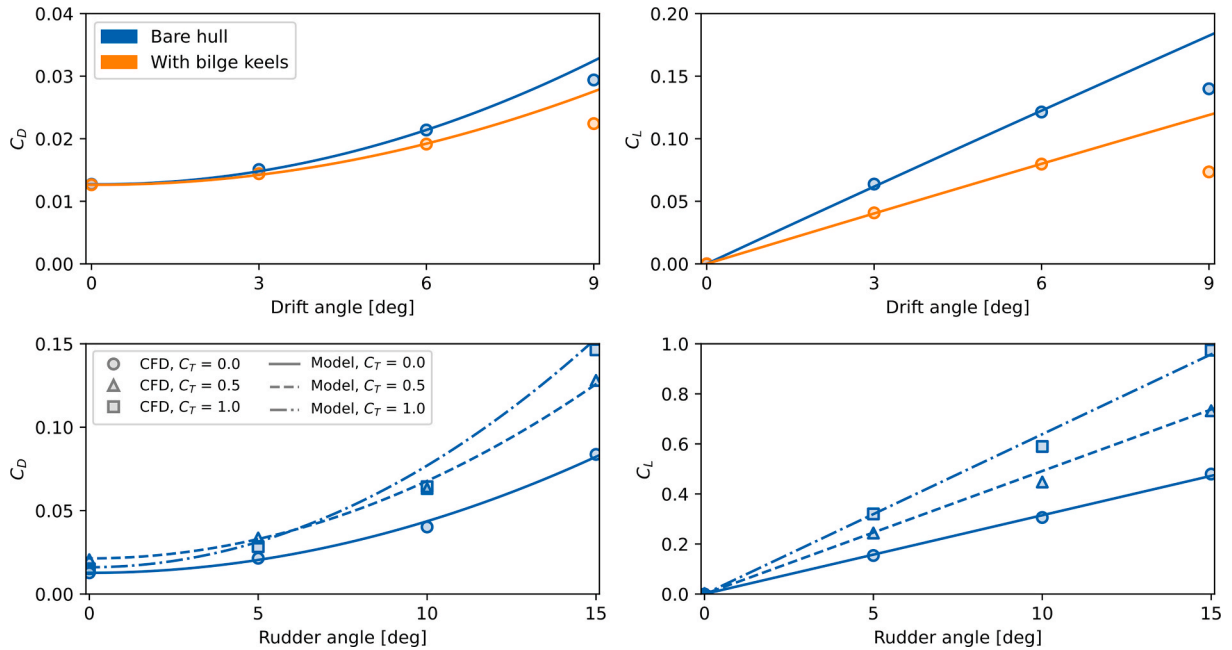 0.04
0.03
0.02
0.01
0.00
C_D
Bare hull
With bilge keels
0
3
6
9
Drift angle [deg]
0.20
0.15
0.10
0.05
0.00
C_L
0
3
6
9
Drift angle [deg]
0.15
0.10
0.05
0.00
C_D
CFD, C_T = 0.0
CFD, C_T = 0.5
CFD, C_T = 1.0
Model, C_T = 0.0
Model, C_T = 0.5
Model, C_T = 1.0
0
5
10
15
Rudder angle [deg]
1.0
0.8
0.6
0.4
0.2
0.0
C_L
0
5
10
15
Rudder angle [deg]